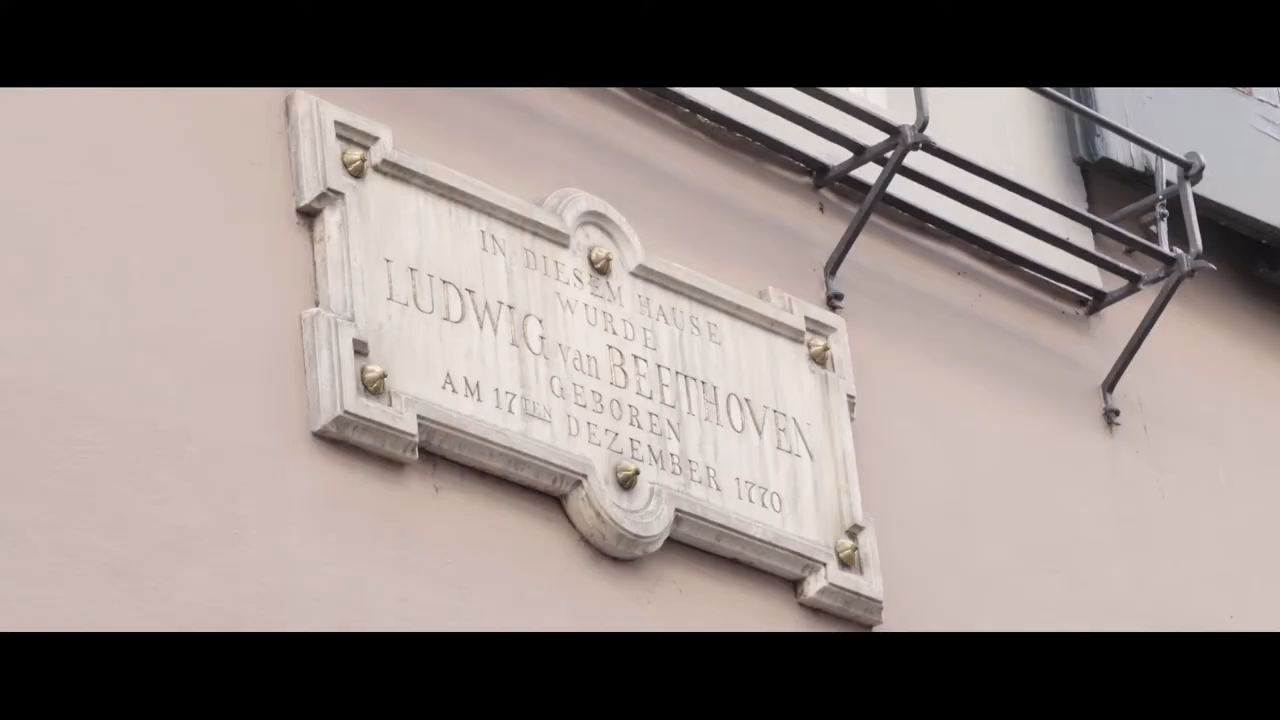 IN DIESEM HAUSE
WURDE
LUDWIG van BEETHOVEN
GEBOREN
AM 17TEN DEZEMBER 1770